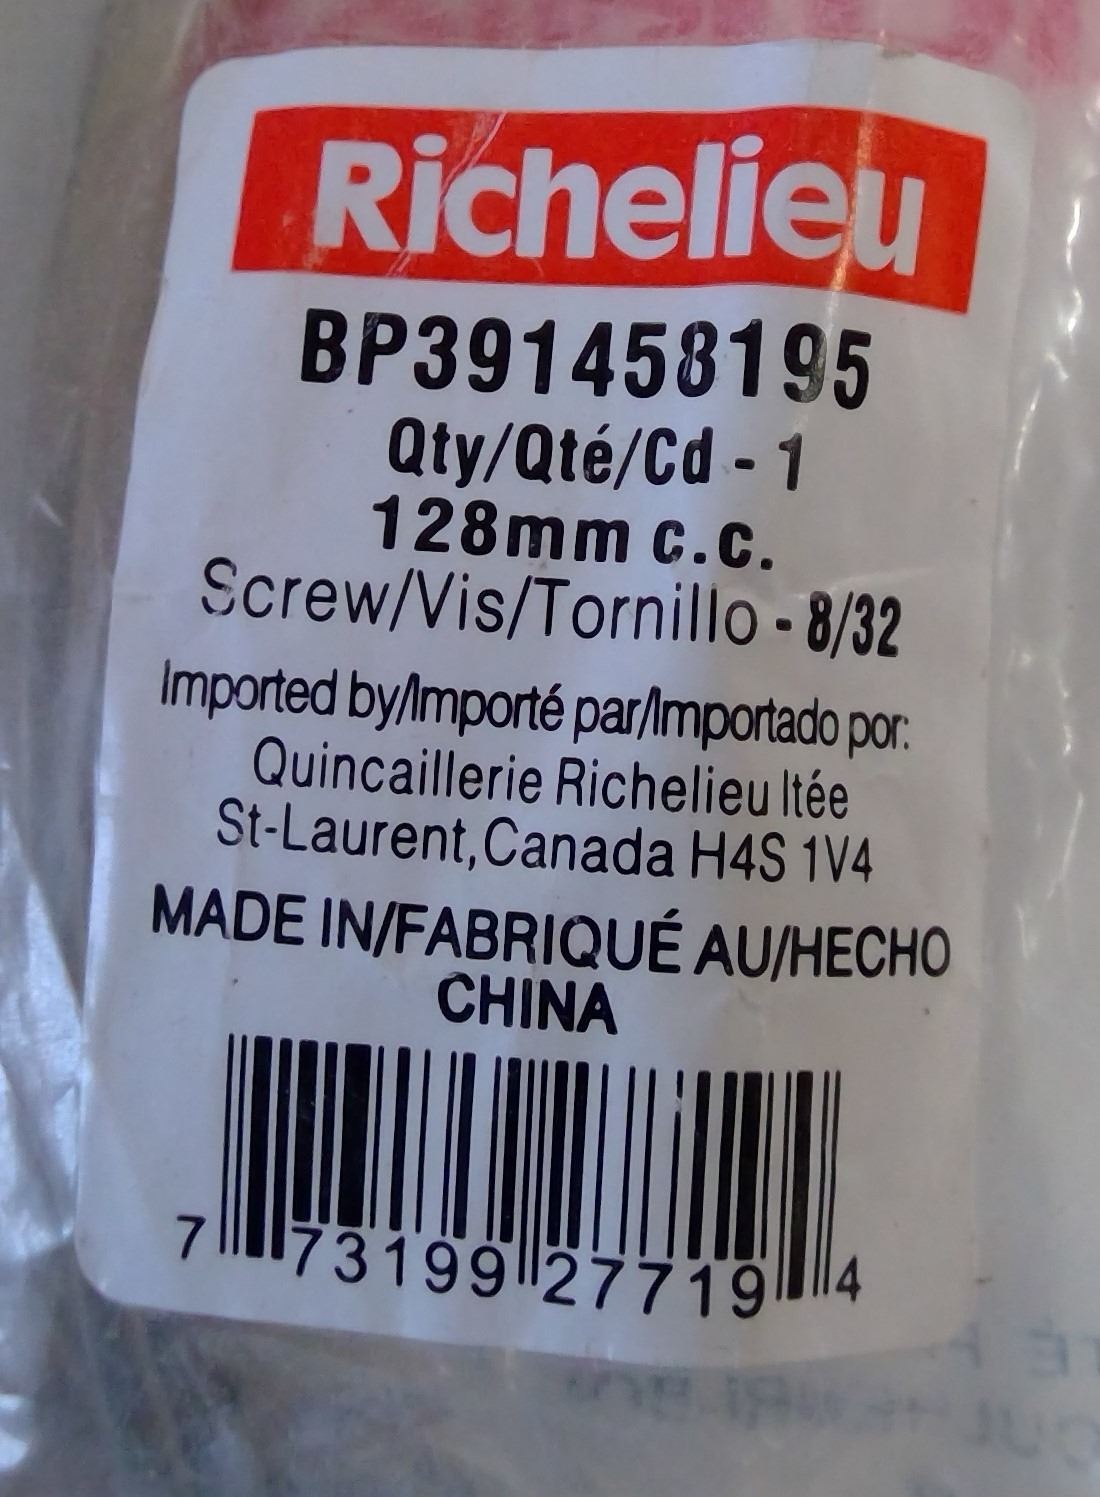 Richelieu
BP391458195
Qty/Qté/Cd - 1
128mm c.c.
Screw/Vis/Tornillo - 8/32
Imported by/Importé par/Importado por:
Quincaillerie Richelieu ltée
St-Laurent, Canada H4S 1V4
MADE IN/FABRIQUÉ AU/HECHO
CHINA
7 73199 27719 4